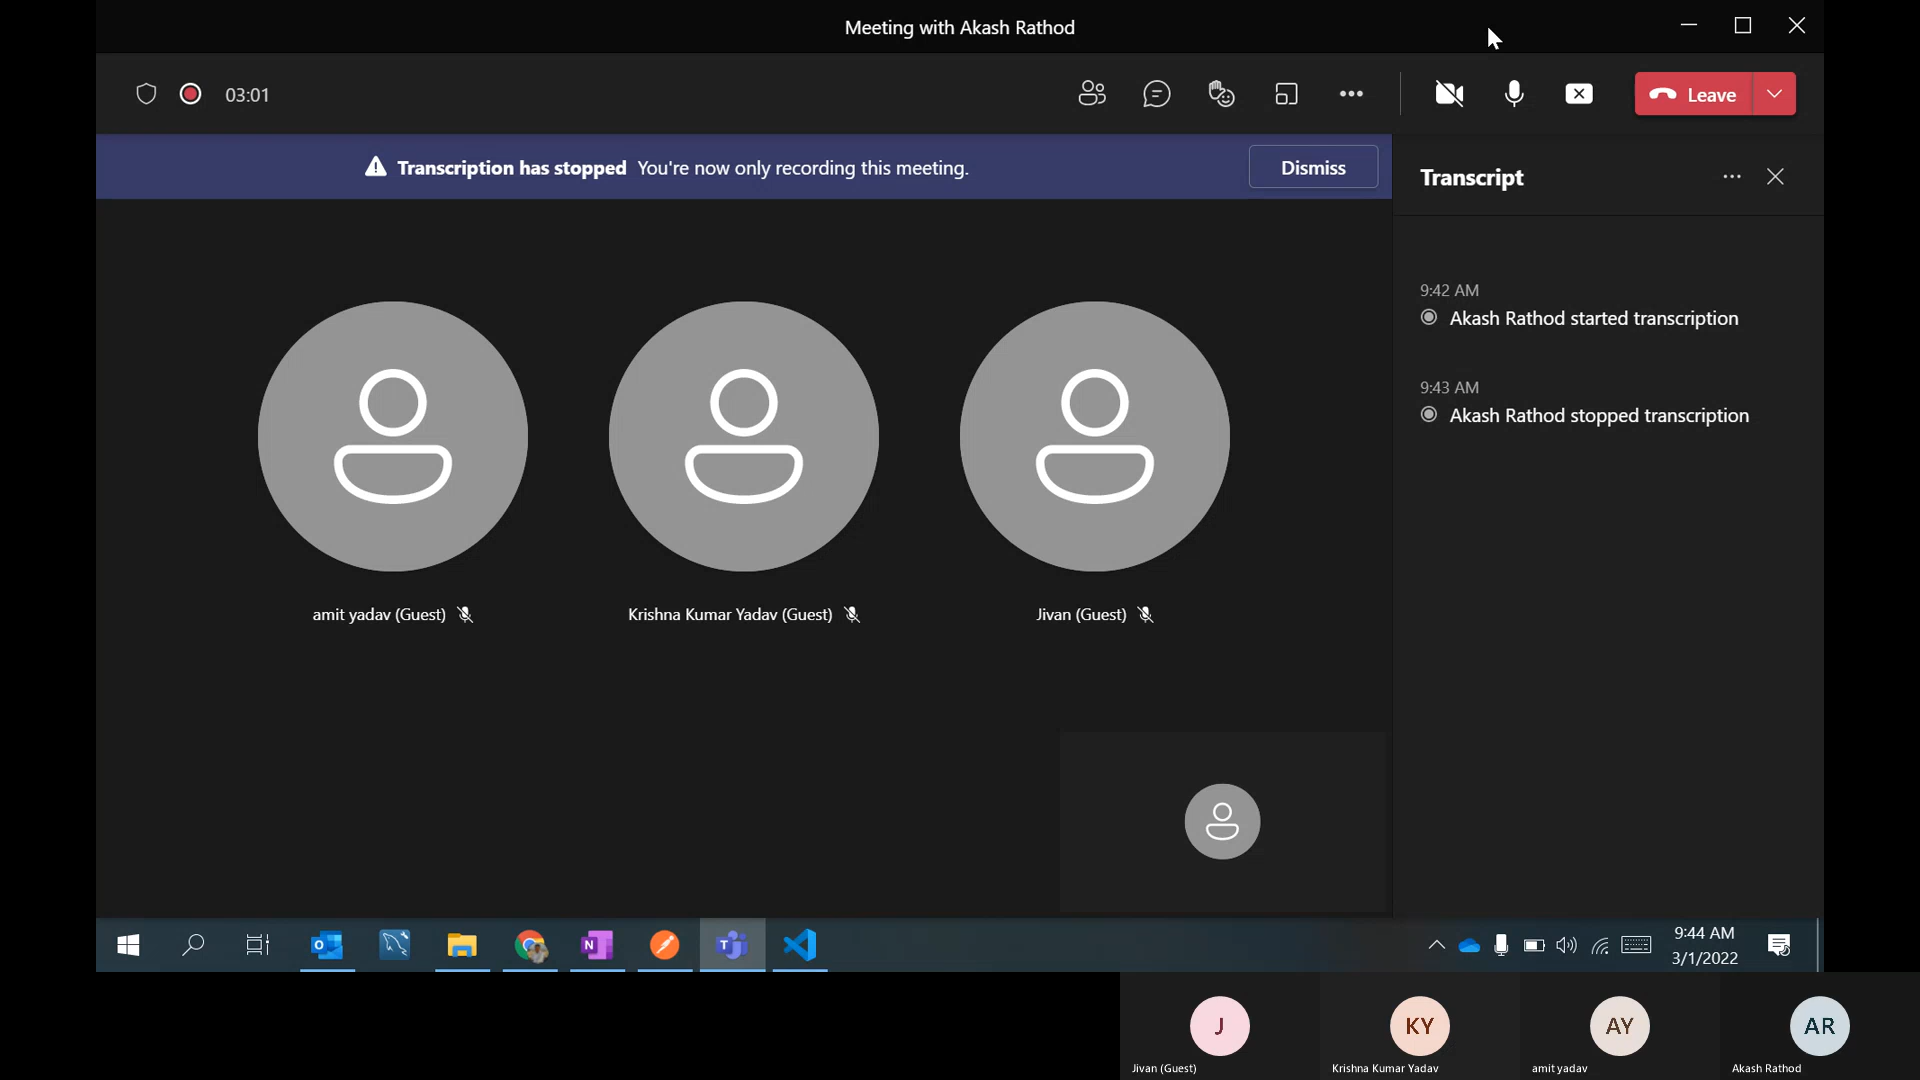 Meeting with Akash Rathod
03:01
Leave
Transcription has stopped You're now only recording this meeting.
Dismiss
Transcript
9:42 AM
Akash Rathod started transcription
9:43 AM
Akash Rathod stopped transcription
amit yadav (Guest)
Krishna Kumar Yadav (Guest)
Jivan (Guest)
9:44 AM
3/1/2022
J
KY
AY
AR
Jivan (Guest)
Krishna Kumar Yadav
amit yadav
Akash Rathod